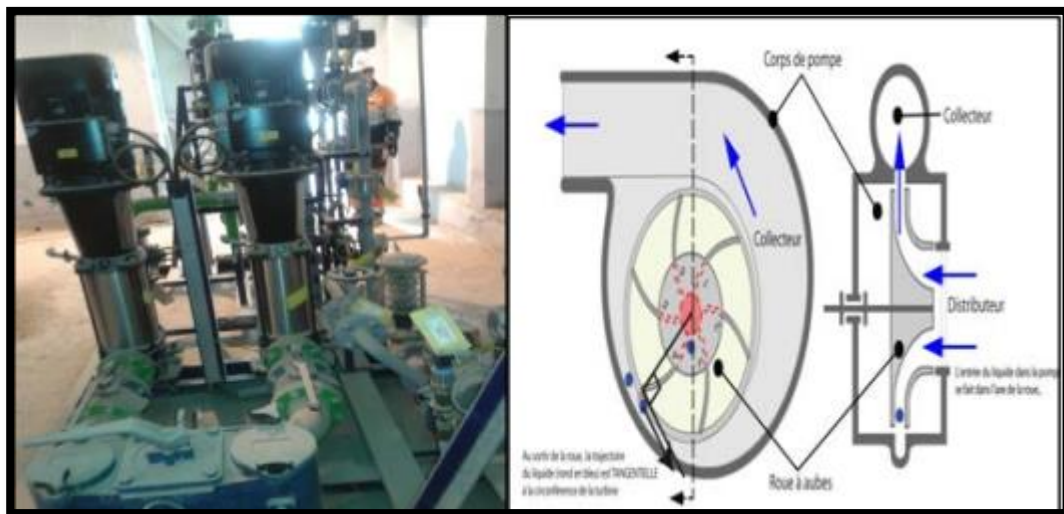 Corps de pompe
Collecteur
Collecteur
Distributeur
L'entrée du liquide dans la pompe
se fait dans l'axe de la roue,
Au sortir de la roue, la trajectoire
du liquide (rond en bleu) est TANGENTIELLE
à la circonférence de la turbine
Roue à aubes